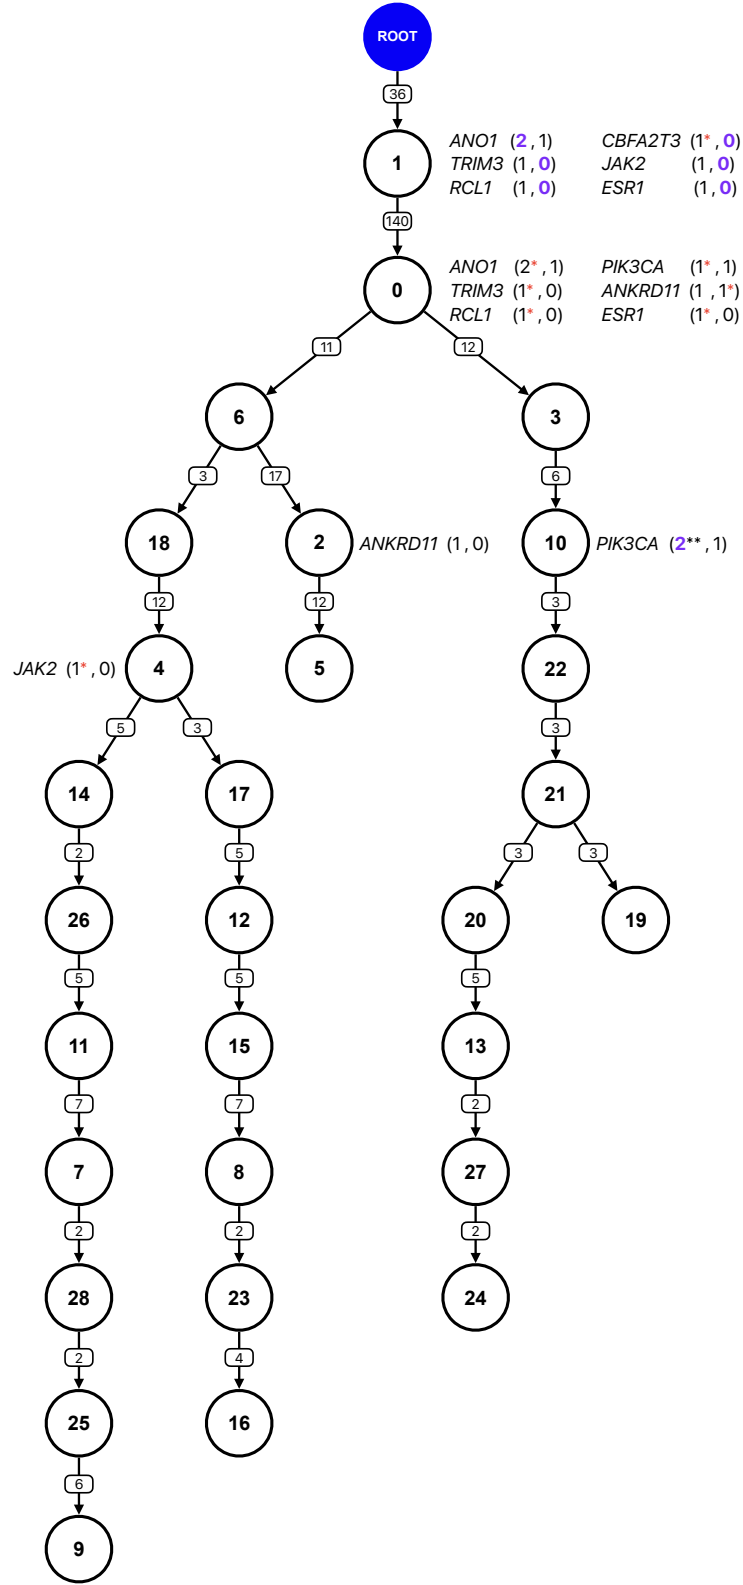 ROOT
36
1
ANO1 (2, 1) CBFA2T3 (1*, 0)
TRIM3 (1, 0) JAK2 (1, 0)
RCL1 (1, 0) ESR1 (1, 0)
140
0
ANO1 (2*, 1) PIK3CA (1*, 1)
TRIM3 (1*, 0) ANKRD11 (1, 1*)
RCL1 (1*, 0) ESR1 (1*, 0)
11 12
6 3
3 17 6
18 2 ANKRD11 (1, 0) 10 PIK3CA (2**, 1)
12 12 3
JAK2 (1*, 0) 4 5 22
5 3 3
14 17 21
2 5 3 3
26 12 20 19
5 5 5
11 15 13
7 7 2
7 8 27
2 2 2
28 23 24
2 4
25 16
6
9